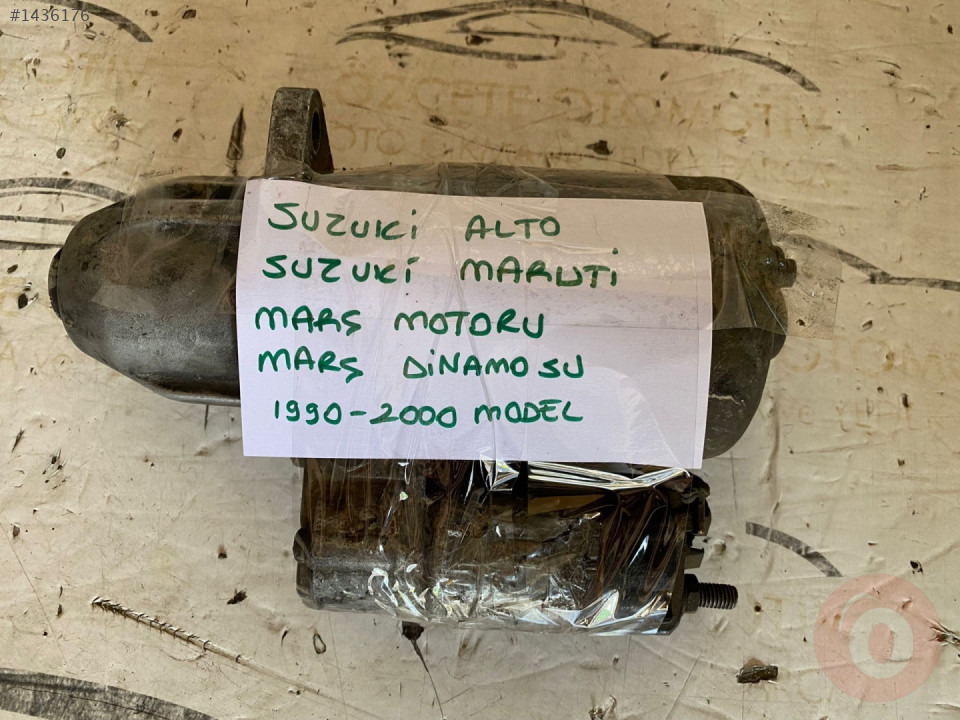 #1436176
SUZUKİ ALTO
SUZUKİ MARUTİ
MARŞ MOTORU
MARŞ DİNAMOSU
1990-2000 MODEL